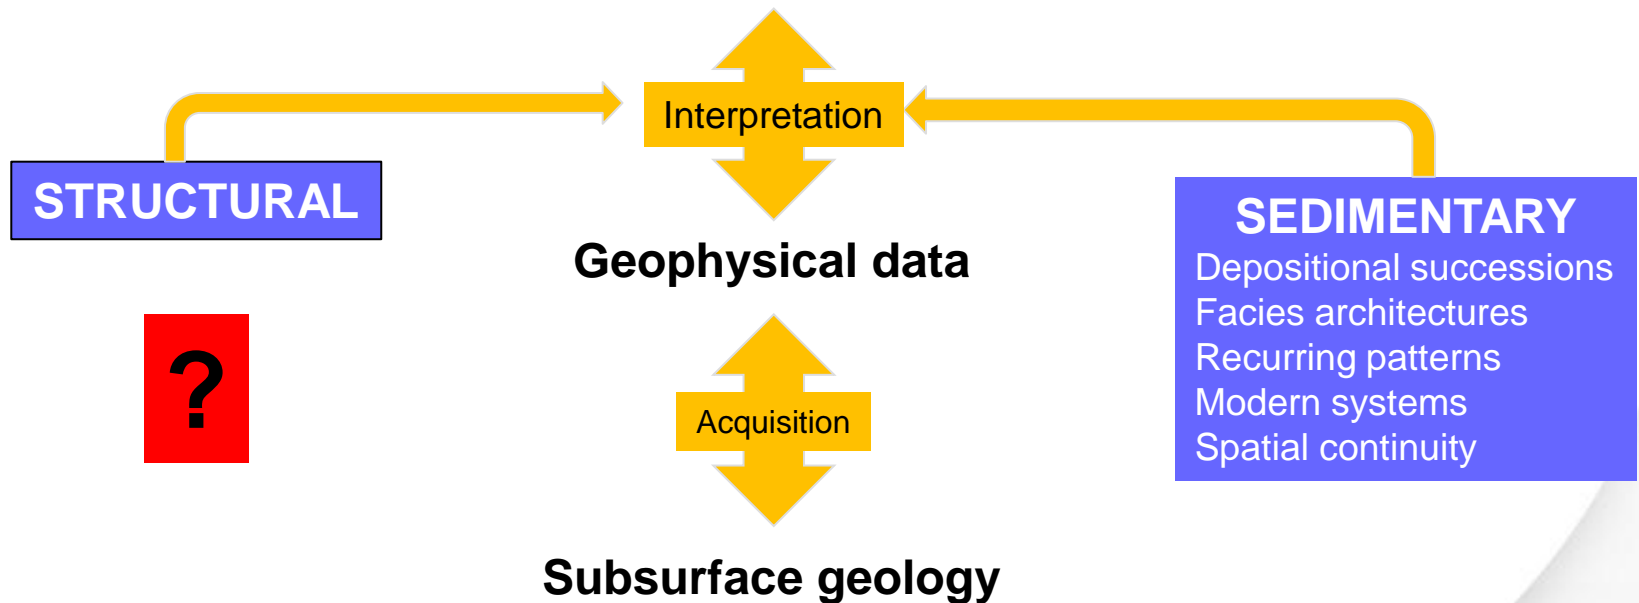 Interpretation
STRUCTURAL
?
Geophysical data
Acquisition
Subsurface geology
SEDIMENTARY
Depositional successions
Facies architectures
Recurring patterns
Modern systems
Spatial continuity